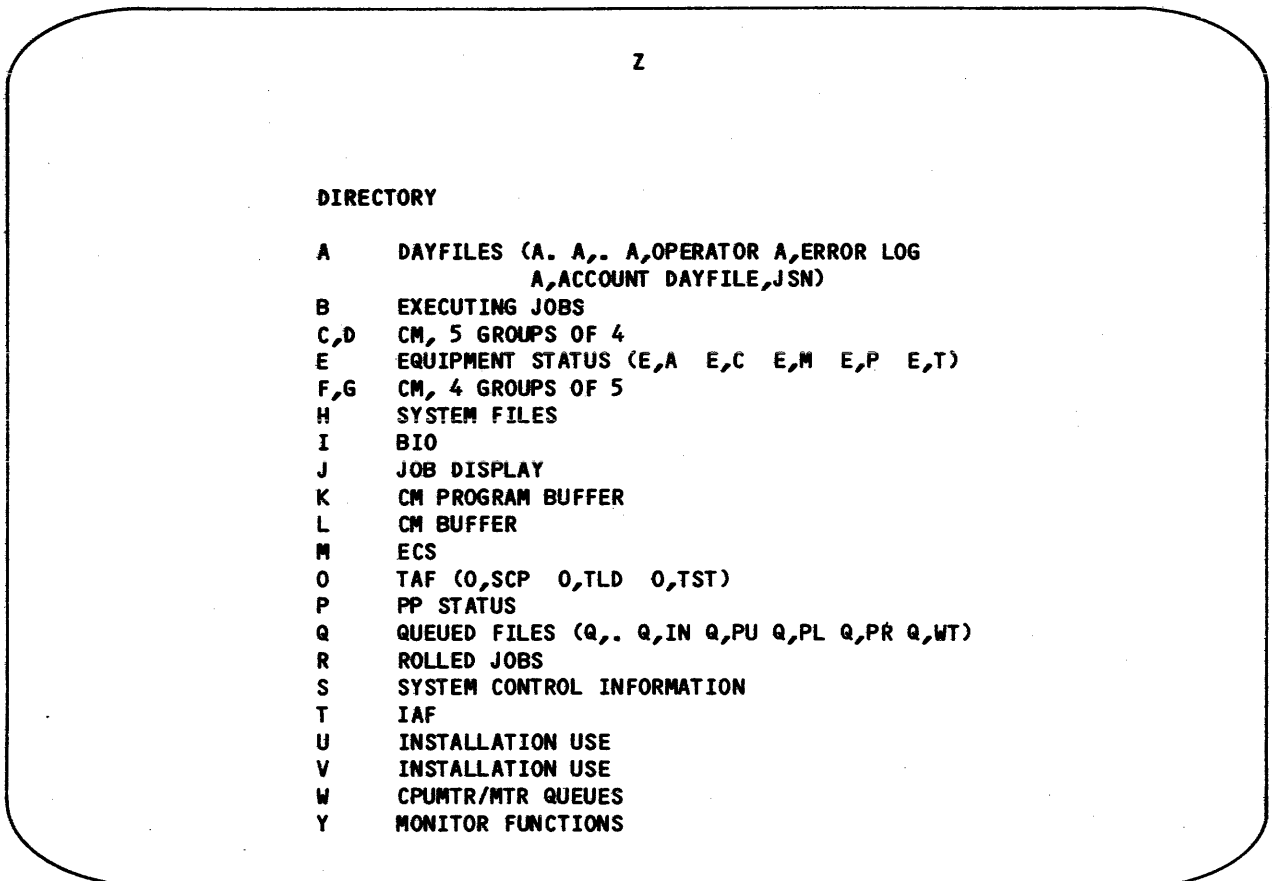 Z
DIRECTORY
A DAYFILES (A. A,. A,OPERATOR A,ERROR LOG
A,ACCOUNT DAYFILE,JSN)
B EXECUTING JOBS
C,D CM, 5 GROUPS OF 4
E EQUIPMENT STATUS (E,A E,C E,M E,P E,T)
F,G CM, 4 GROUPS OF 5
H SYSTEM FILES
I BIO
J JOB DISPLAY
K CM PROGRAM BUFFER
L CM BUFFER
M ECS
O TAF (O,SCP O,TLD O,TST)
P PP STATUS
Q QUEUED FILES (Q,. Q,IN Q,PU Q,PL Q,PR Q,WT)
R ROLLED JOBS
S SYSTEM CONTROL INFORMATION
T IAF
U INSTALLATION USE
V INSTALLATION USE
W CPUMTR/MTR QUEUES
Y MONITOR FUNCTIONS